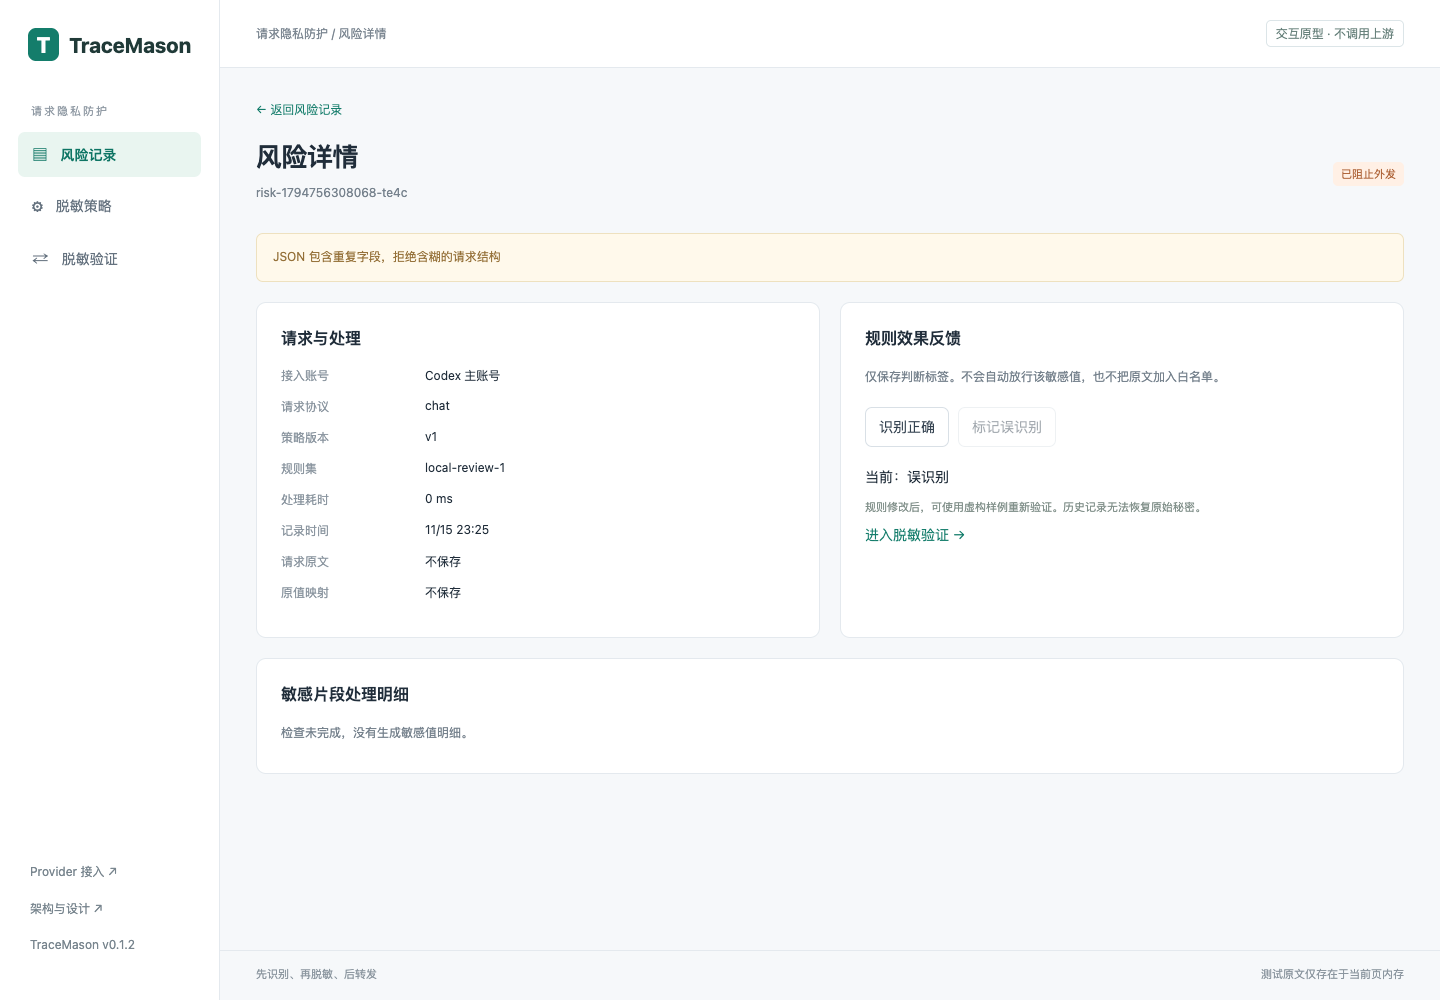 T TraceMason
请求隐私防护
风险记录
脱敏策略
脱敏验证
Provider 接入 ↗
架构与设计 ↗
TraceMason v0.1.2
请求隐私防护 / 风险详情
交互原型 · 不调用上游
← 返回风险记录
风险详情
risk-1794756308068-te4c
已阻止外发
JSON 包含重复字段，拒绝含糊的请求结构
请求与处理
接入账号 Codex 主账号
请求协议 chat
策略版本 v1
规则集 local-review-1
处理耗时 0 ms
记录时间 11/15 23:25
请求原文 不保存
原值映射 不保存
规则效果反馈
仅保存判断标签。不会自动放行该敏感值，也不把原文加入白名单。
识别正确 标记误识别
当前：误识别
规则修改后，可使用虚构样例重新验证。历史记录无法恢复原始秘密。
进入脱敏验证 →
敏感片段处理明细
检查未完成，没有生成敏感值明细。
先识别、再脱敏、后转发
测试原文仅存在于当前页内存